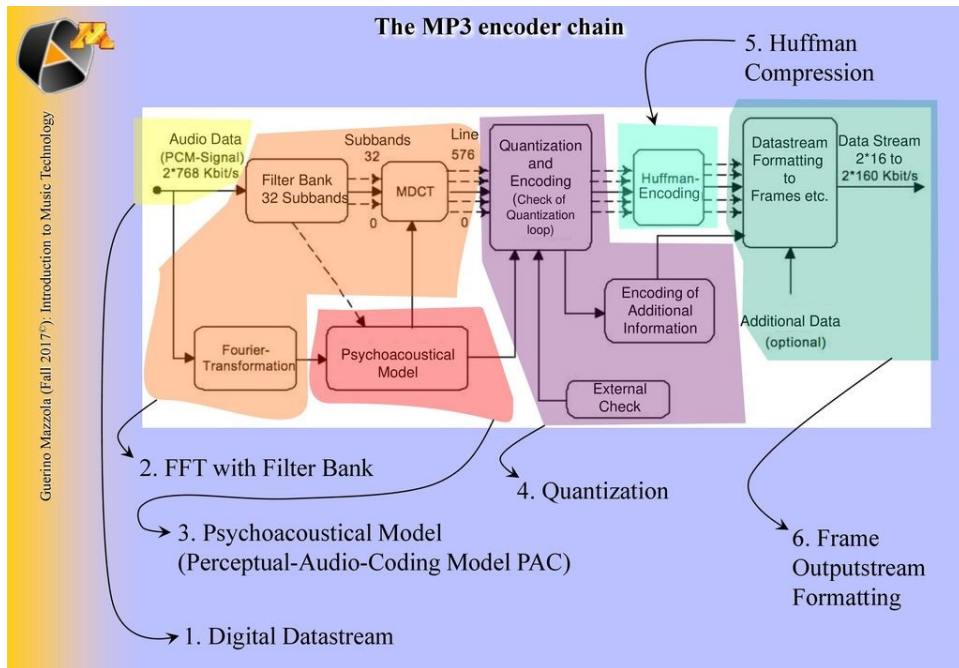 The MP3 encoder chain
Guerino Mazzola (Fall 2017©): Introduction to Music Technology
5. Huffman
Compression
Audio Data
(PCM-Signal)
2*768 Kbit/s
Subbands
32
0
Line
576
0
Filter Bank
32 Subbands
MDCT
Quantization
and
Encoding
(Check of
Quantization
loop)
Huffman-
Encoding
Datastream
Formatting
to
Frames etc.
Data Stream
2*16 to
2*160 Kbit/s
Fourier-
Transformation
Psychoacoustical
Model
Encoding of
Additional
Information
External
Check
Additional Data
(optional)
2. FFT with Filter Bank
4. Quantization
3. Psychoacoustical Model
(Perceptual-Audio-Coding Model PAC)
6. Frame
Outputstream
Formatting
1. Digital Datastream